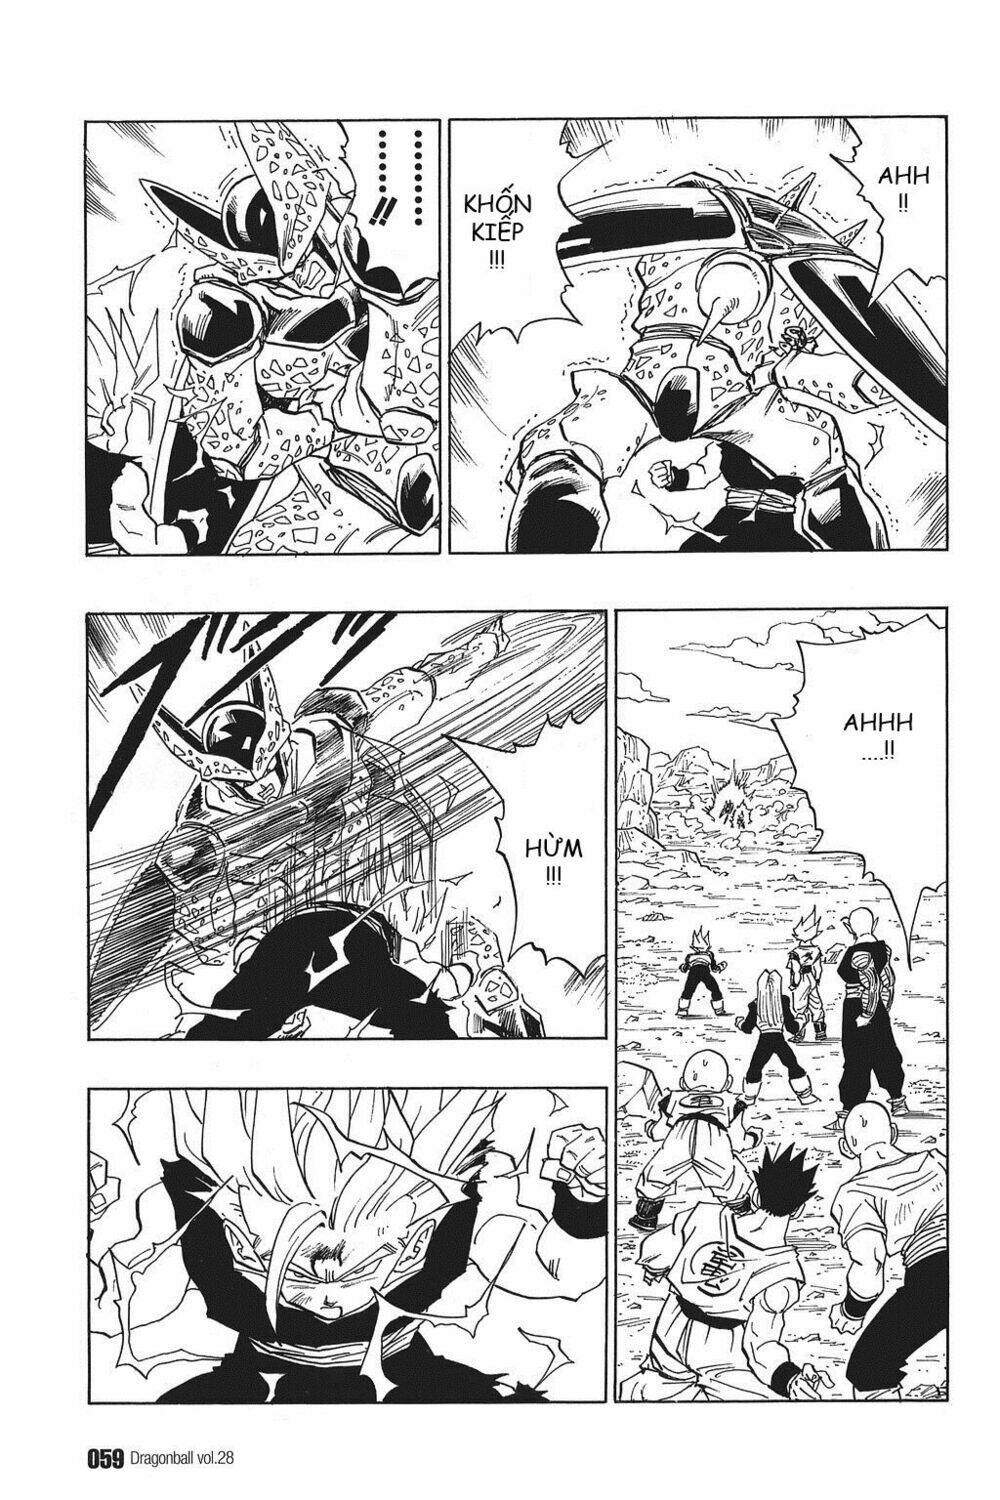 AHH
!!
KHỐN
KIẾP
!!!
............
!!
AHHH
....!!
HỪM
!!!
059 Dragonball vol.28